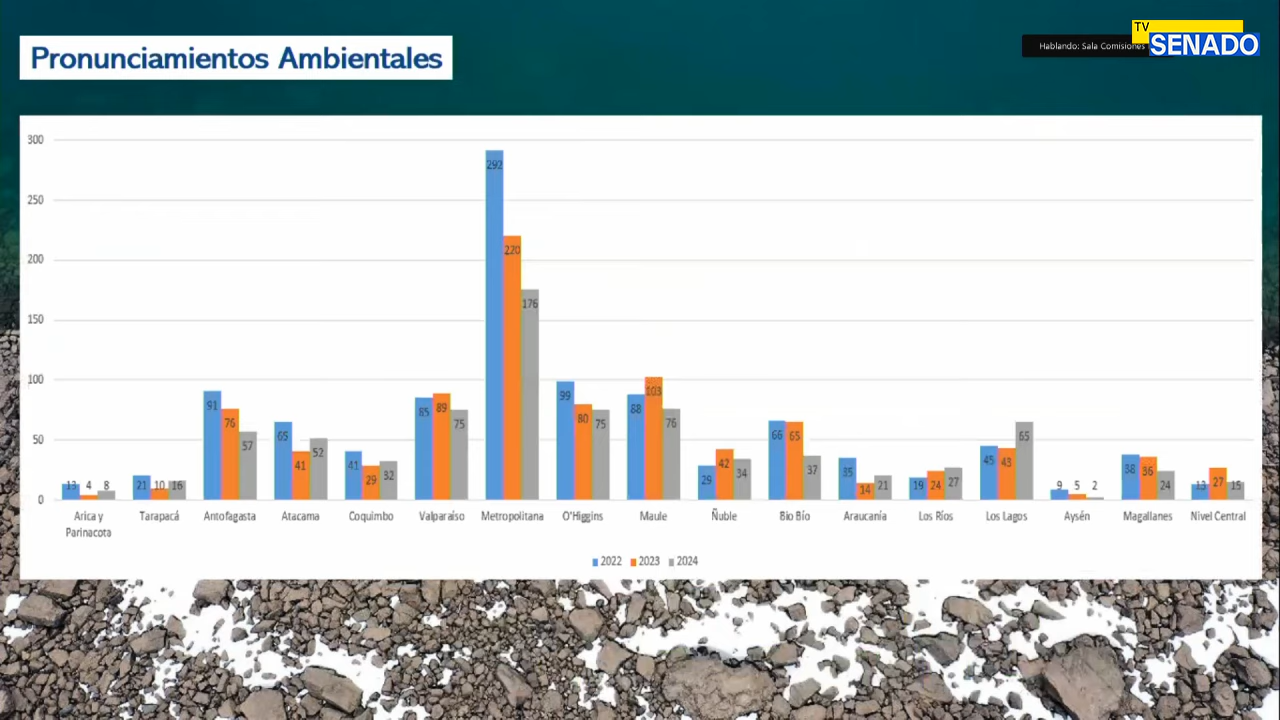 Pronunciamientos Ambientales
Hablando: Sala Comisiones
TV
SENADO
300
250
200
150
100
50
0
13 4 8
21 10 16
91 76 57
65 41 52
41 29 32
85 89 75
292 220 176
99 80 75
88 103 76
29 42 34
66 65 37
35 14 21
19 24 27
45 43 65
9 5 2
38 36 24
13 27 15
Arica y
Parinacota
Tarapacá
Antofagasta
Atacama
Coquimbo
Valparaíso
Metropolitana
O'Higgins
Maule
Ñuble
Bio Bío
Araucanía
Los Ríos
Los Lagos
Aysén
Magallanes
Nivel Central
2022 2023 2024